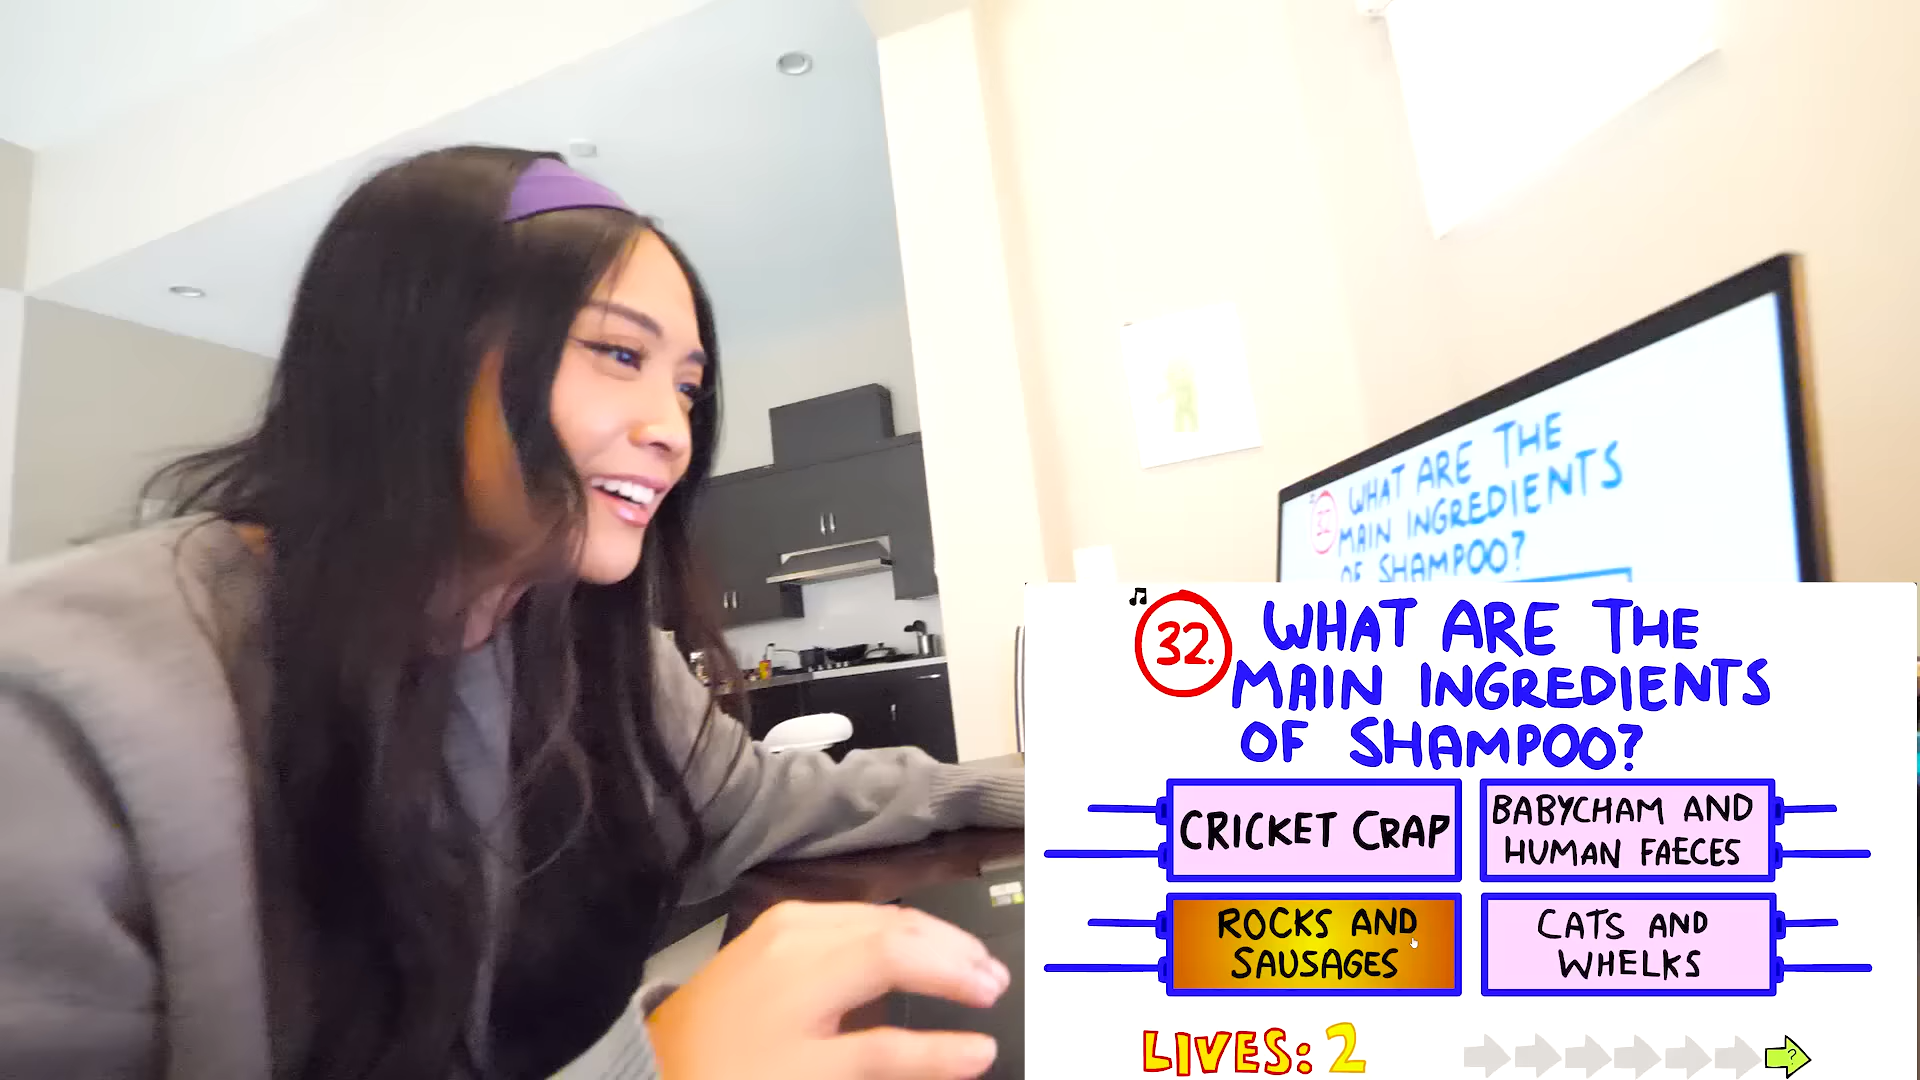 WHAT ARE THE
MAIN INGREDIENTS
OF SHAMPOO?
32. WHAT ARE THE
MAIN INGREDIENTS
OF SHAMPOO?
CRICKET CRAP
BABYCHAM AND
HUMAN FAECES
ROCKS AND
SAUSAGES
CATS AND
WHELKS
LIVES: 2
?